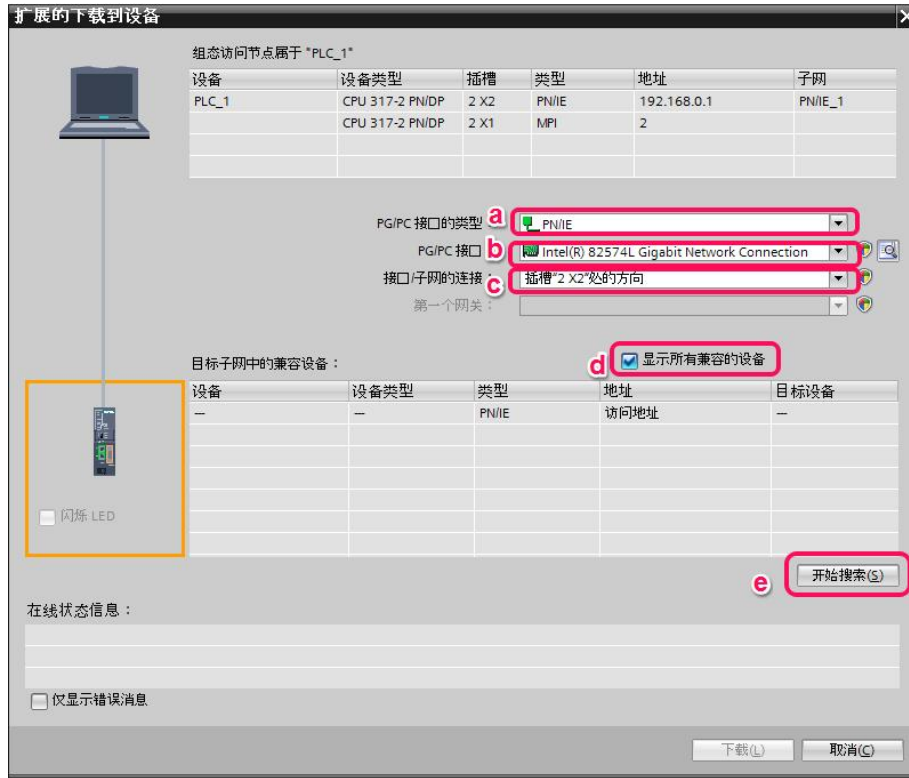 扩展的下载到设备
组态访问节点属于 "PLC_1"
设备 设备类型 插槽 类型 地址 子网
PLC_1 CPU 317-2 PN/DP 2 X2 PN/IE 192.168.0.1 PN/IE_1
CPU 317-2 PN/DP 2 X1 MPI 2
PG/PC 接口的类型 a PN/IE
PG/PC 接口 b Intel(R) 82574L Gigabit Network Connection
接口/子网的连接： c 插槽"2 X2"处的方向
第一个网关：
目标子网中的兼容设备： d 显示所有兼容的设备
设备 设备类型 类型 地址 目标设备
— — PN/IE 访问地址 —
闪烁 LED
e 开始搜索(S)
在线状态信息：
仅显示错误消息
下载(L) 取消(C)